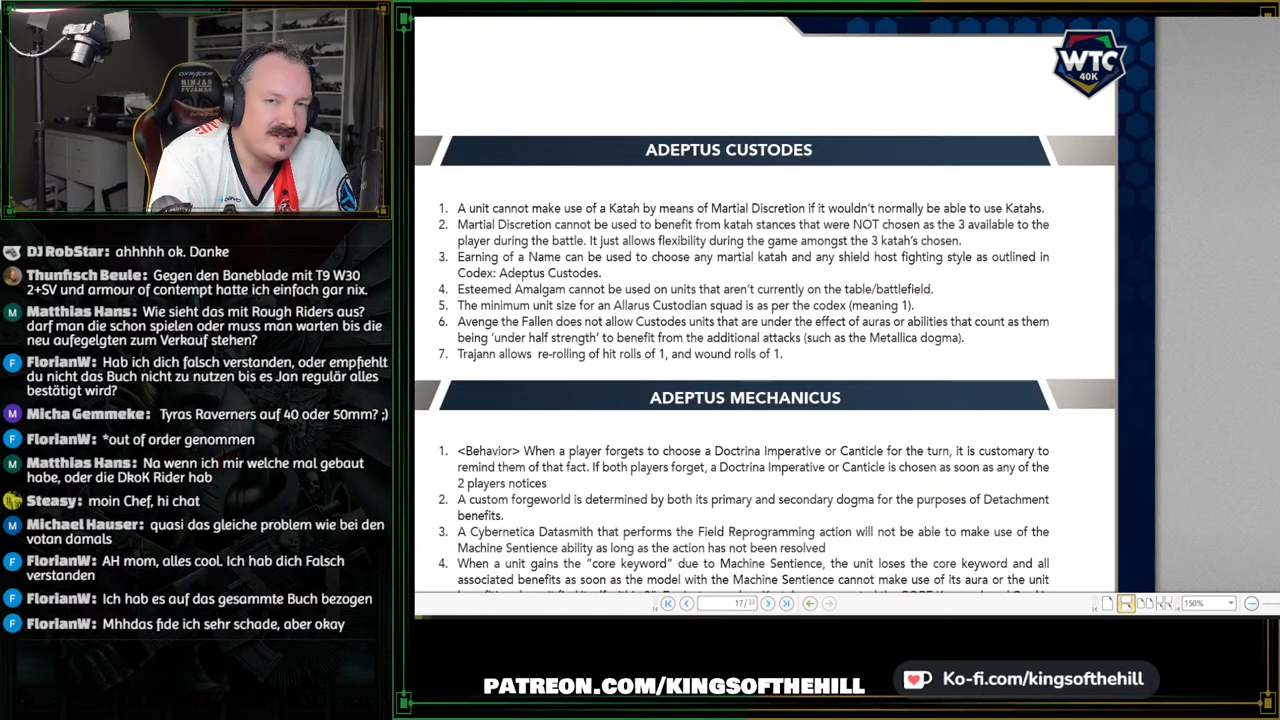 WTC
40K
DXRACER
NINJAS
PYJAMAS
ADEPTUS CUSTODES
1. A unit cannot make use of a Katah by means of Martial Discretion if it wouldn't normally be able to use Katahs.
2. Martial Discretion cannot be used to benefit from katah stances that were NOT chosen as the 3 available to the
player during the battle. It just allows flexibility during the game amongst the 3 katah's chosen.
3. Earning of a Name can be used to choose any martial katah and any shield host fighting style as outlined in
Codex: Adeptus Custodes.
4. Esteemed Amalgam cannot be used on units that aren't currently on the table/battlefield.
5. The minimum unit size for an Allarus Custodian squad is as per the codex (meaning 1).
6. Avenge the Fallen does not allow Custodes units that are under the effect of auras or abilities that count as them
being 'under half strength' to benefit from the additional attacks (such as the Metallica dogma).
7. Trajann allows re-rolling of hit rolls of 1, and wound rolls of 1.
ADEPTUS MECHANICUS
1. <Behavior> When a player forgets to choose a Doctrina Imperative or Canticle for the turn, it is customary to
remind them of that fact. If both players forget, a Doctrina Imperative or Canticle is chosen as soon as any of the
2 players notices
2. A custom forgeworld is determined by both its primary and secondary dogma for the purposes of Detachment
benefits.
3. A Cybernetica Datasmith that performs the Field Reprogramming action will not be able to make use of the
Machine Sentience ability as long as the action has not been resolved
4. When a unit gains the "core keyword" due to Machine Sentience, the unit loses the core keyword and all
associated benefits as soon as the model with the Machine Sentience cannot make use of its aura or the unit
17/33
150%
DJ RobStar: ahhhhh ok. Danke
Thunfisch Beule: Gegen den Baneblade mit T9 W30
2+SV und armour of contempt hatte ich einfach gar nix.
M Matthias Hans: Wie sieht das mit Rough Riders aus?
darf man die schon spielen oder muss man warten bis die
neu aufgelgten zum Verkauf stehen?
F FlorianW: Hab ich dich falsch verstanden, oder empfiehlt
du nicht das Buch nicht zu nutzen bis es Jan regulär alles
bestätigt wird?
M Micha Gemmeke: Tyras Raverners auf 40 oder 50mm? ;)
F FlorianW: *out of order genommen
M Matthias Hans: Na wenn ich mir welche mal gebaut
habe, oder die DkoK Rider hab
Steasy: moin Chef, hi chat
Michael Hauser: quasi das gleiche problem wie bei den
votan damals
F FlorianW: AH mom, alles cool. Ich hab dich Falsch
verstanden
F FlorianW: Ich hab es auf das gesammte Buch bezogen
F FlorianW: Mhhdas fide ich sehr schade, aber okay
PATREON.COM/KINGSOFTHEHILL
Ko-fi.com/kingsofthehill